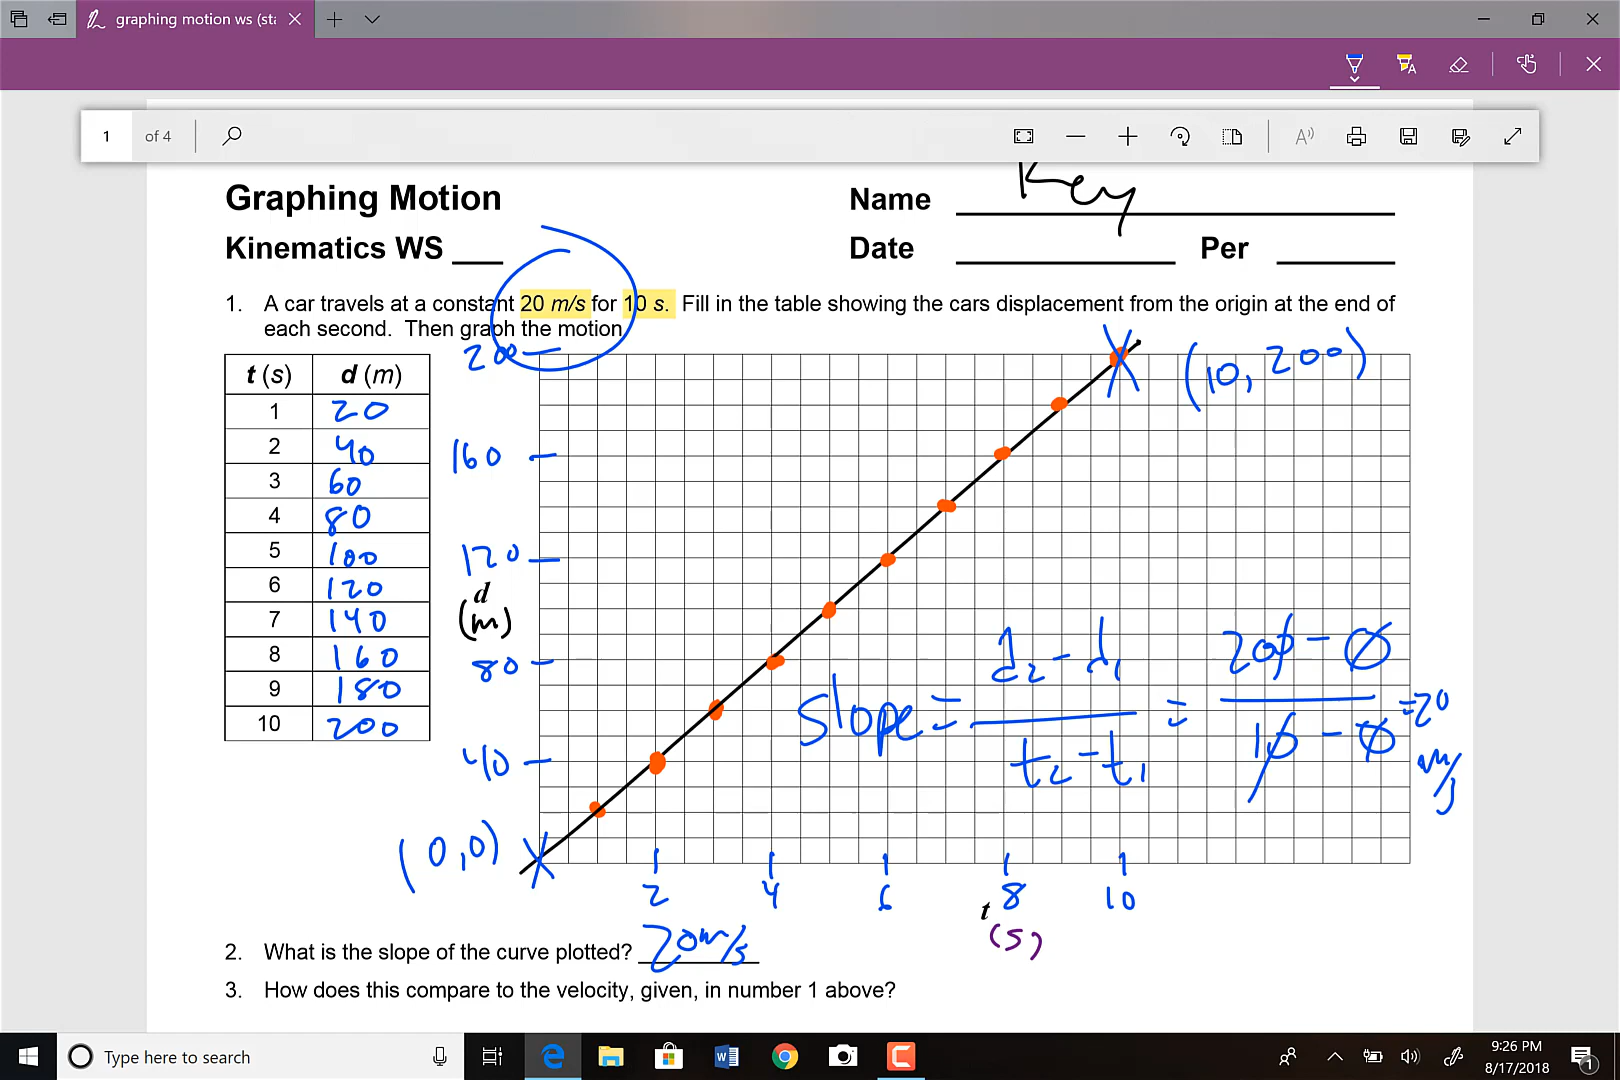 graphing motion ws (sta
1 of 4
Key
Graphing Motion
Name
Kinematics WS ___
Date
Per
1. A car travels at a constant 20 m/s for 10 s. Fill in the table showing the cars displacement from the origin at the end of
each second. Then graph the motion
t (s) d (m)
1 20
2 40
3 60
4 80
5 100
6 120
7 140
8 160
9 180
10 200
200
160
120
d
(m)
80
40
(0,0)
(10, 200)
slope = d2 - d1 / t2 - t1 = 200 - 0 / 10 - 0 = 20 m/s
2 4 6 8 10
t
(s)
2. What is the slope of the curve plotted? 20 m/s
3. How does this compare to the velocity, given, in number 1 above?
Type here to search
9:26 PM
8/17/2018
1